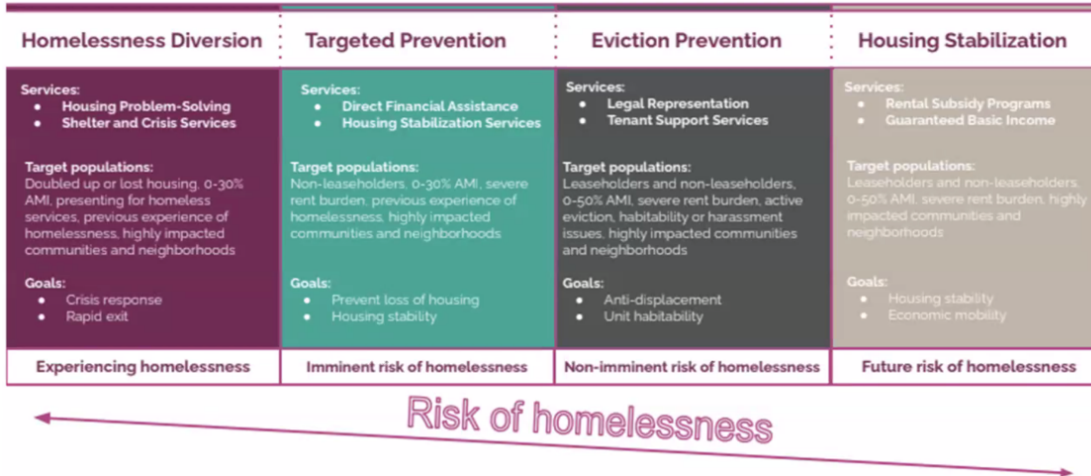 Homelessness Diversion
Services:
● Housing Problem-Solving
● Shelter and Crisis Services
Target populations:
Doubled up or lost housing, 0-30%
AMI, presenting for homeless
services, previous experience of
homelessness, highly impacted
communities and neighborhoods
Goals:
● Crisis response
● Rapid exit
Experiencing homelessness
Targeted Prevention
Services:
● Direct Financial Assistance
● Housing Stabilization Services
Target populations:
Non-leaseholders, 0-30% AMI, severe
rent burden, previous experience of
homelessness, highly impacted
communities and neighborhoods
Goals:
● Prevent loss of housing
● Housing stability
Imminent risk of homelessness
Eviction Prevention
Services:
● Legal Representation
● Tenant Support Services
Target populations:
Leaseholders and non-leaseholders,
0-50% AMI, severe rent burden, active
eviction, habitability or harassment
issues, highly impacted communities
and neighborhoods
Goals:
● Anti-displacement
● Unit habitability
Non-imminent risk of homelessness
Housing Stabilization
Services:
● Rental Subsidy Programs
● Guaranteed Basic Income
Target populations:
Leaseholders and non-leaseholders,
0-50% AMI, severe rent burden, highly
impacted communities and
neighborhoods
Goals:
● Housing stability
● Economic mobility
Future risk of homelessness
Risk of homelessness